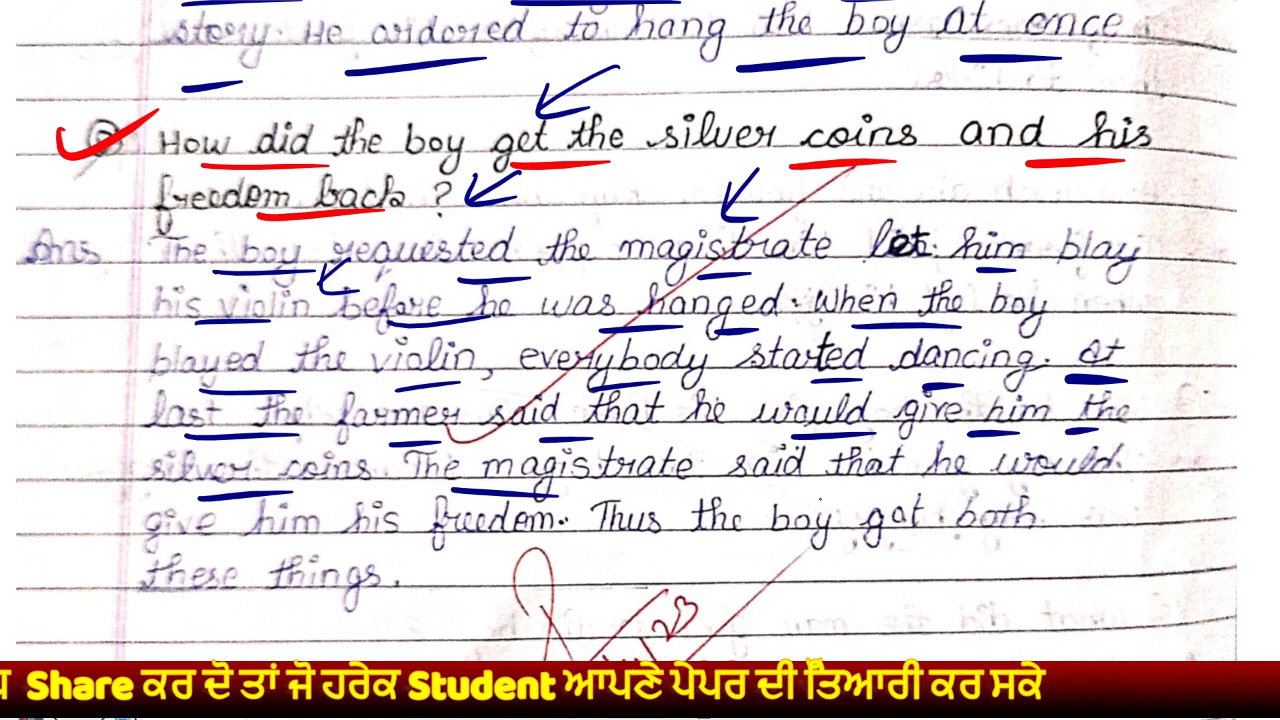 story. He ordered to hang the boy at once.
How did the boy get the silver coins and his
freedom back ?
Ans The boy requested the magistrate let him blay
his violin before he was hanged. When the boy
blayed the violin, everybody started dancing. at
last the farmer said that he would give him the
silver coins. The magistrate said that he would
give him his freedom. Thus the boy got both
these things.
Share ਕਰ ਦੋ ਤਾਂ ਜੋ ਹਰੇਕ Student ਆਪਣੇ ਪੇਪਰ ਦੀ ਤਿਆਰੀ ਕਰ ਸਕੇ